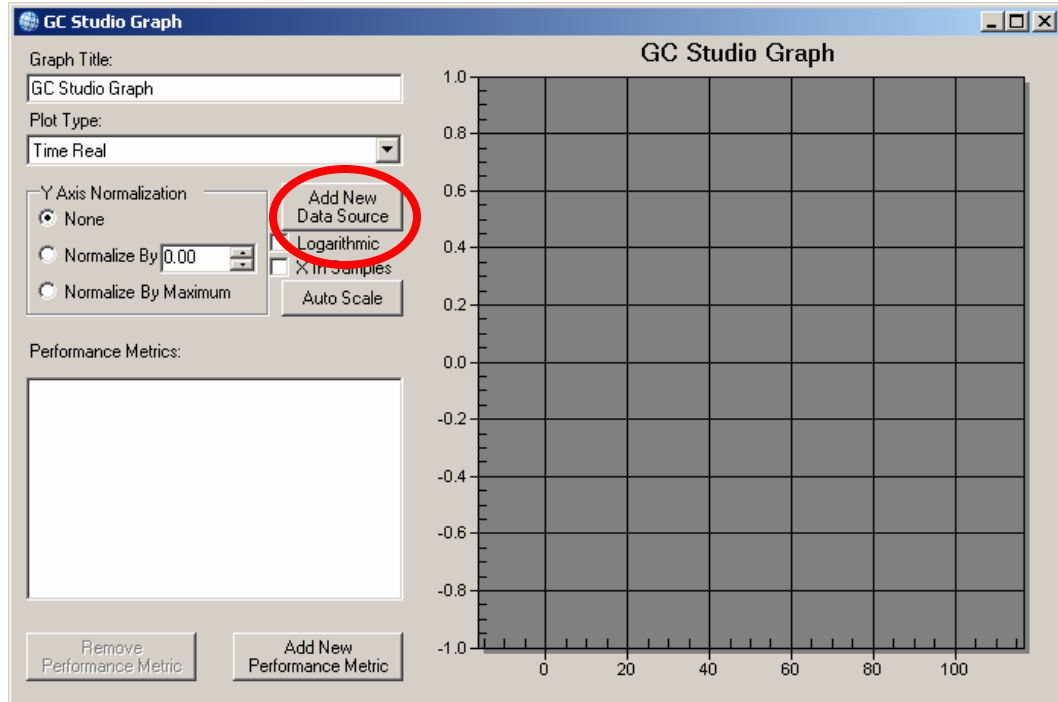 GC Studio Graph
Graph Title:
GC Studio Graph
Plot Type:
Time Real
Y Axis Normalization
None
Normalize By 0.00
Normalize By Maximum
Add New
Data Source
Logarithmic
X in Samples
Auto Scale
Performance Metrics:
Remove
Performance Metric
Add New
Performance Metric
GC Studio Graph
1.0
0.8
0.6
0.4
0.2
0.0
-0.2
-0.4
-0.6
-0.8
-1.0
0 20 40 60 80 100